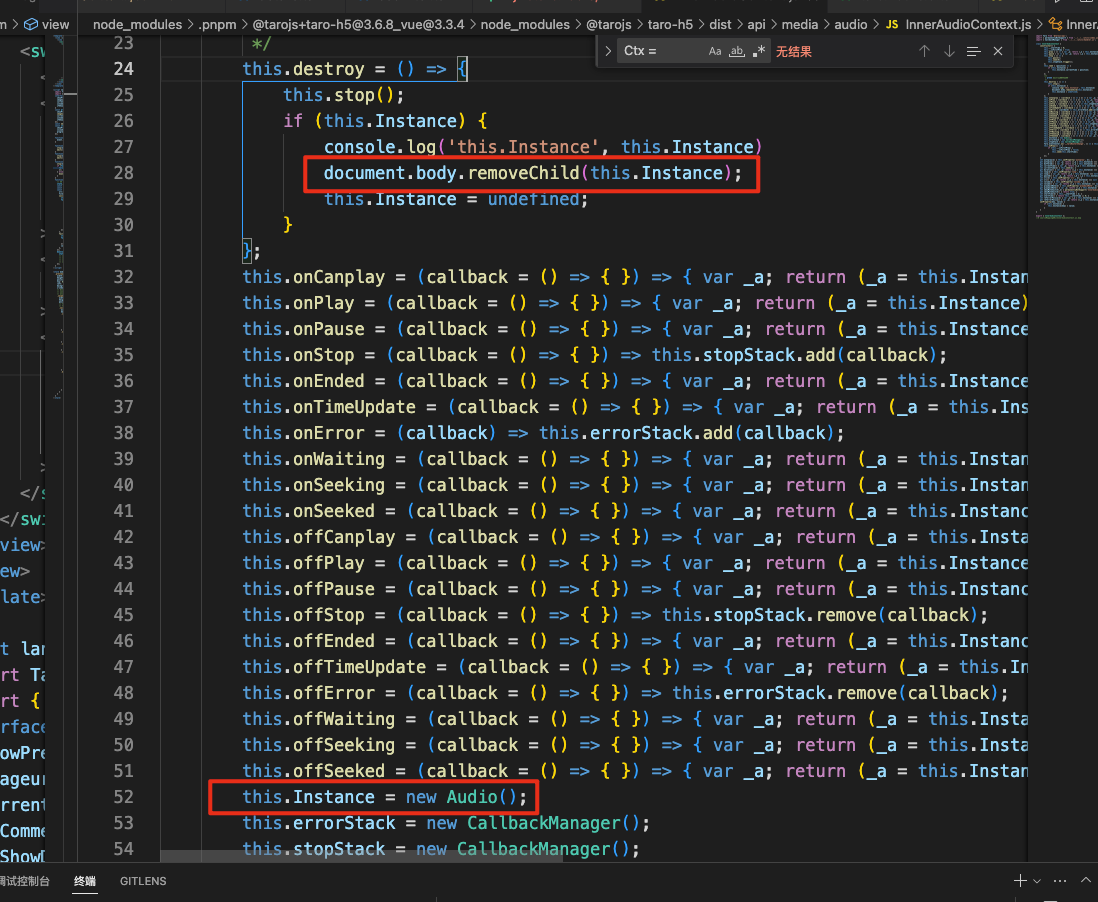 m > view > node_modules > .pnpm > @tarojs+taro-h5@3.6.8_vue@3.3.4 > node_modules > @tarojs > taro-h5 > dist > api > media > audio > JS InnerAudioContext.js > Inner
Ctx = Aa ab .* 无结果
23 */
24 this.destroy = () => {
25 this.stop();
26 if (this.Instance) {
27 console.log('this.Instance', this.Instance)
28 document.body.removeChild(this.Instance);
29 this.Instance = undefined;
30 }
31 };
32 this.onCanplay = (callback = () => { }) => { var _a; return (_a = this.Instan
33 this.onPlay = (callback = () => { }) => { var _a; return (_a = this.Instance)
34 this.onPause = (callback = () => { }) => { var _a; return (_a = this.Instance
35 this.onStop = (callback = () => { }) => this.stopStack.add(callback);
36 this.onEnded = (callback = () => { }) => { var _a; return (_a = this.Instance
37 this.onTimeUpdate = (callback = () => { }) => { var _a; return (_a = this.Ins
38 this.onError = (callback) => this.errorStack.add(callback);
39 this.onWaiting = (callback = () => { }) => { var _a; return (_a = this.Instan
40 this.onSeeking = (callback = () => { }) => { var _a; return (_a = this.Instan
41 this.onSeeked = (callback = () => { }) => { var _a; return (_a = this.Instanc
42 this.offCanplay = (callback = () => { }) => { var _a; return (_a = this.Insta
43 this.offPlay = (callback = () => { }) => { var _a; return (_a = this.Instance
44 this.offPause = (callback = () => { }) => { var _a; return (_a = this.Instanc
45 this.offStop = (callback = () => { }) => this.stopStack.remove(callback);
46 this.offEnded = (callback = () => { }) => { var _a; return (_a = this.Instanc
47 this.offTimeUpdate = (callback = () => { }) => { var _a; return (_a = this.In
48 this.offError = (callback = () => { }) => this.errorStack.remove(callback);
49 this.offWaiting = (callback = () => { }) => { var _a; return (_a = this.Insta
50 this.offSeeking = (callback = () => { }) => { var _a; return (_a = this.Insta
51 this.offSeeked = (callback = () => { }) => { var _a; return (_a = this.Instan
52 this.Instance = new Audio();
53 this.errorStack = new CallbackManager();
54 this.stopStack = new CallbackManager();
<sw
</s
</sw
view>
ew>
late>
t lan
rt Ta
rt {
rface
owPre
ageur
rrent
Comme
ShowD
调试控制台 终端 GITLENS